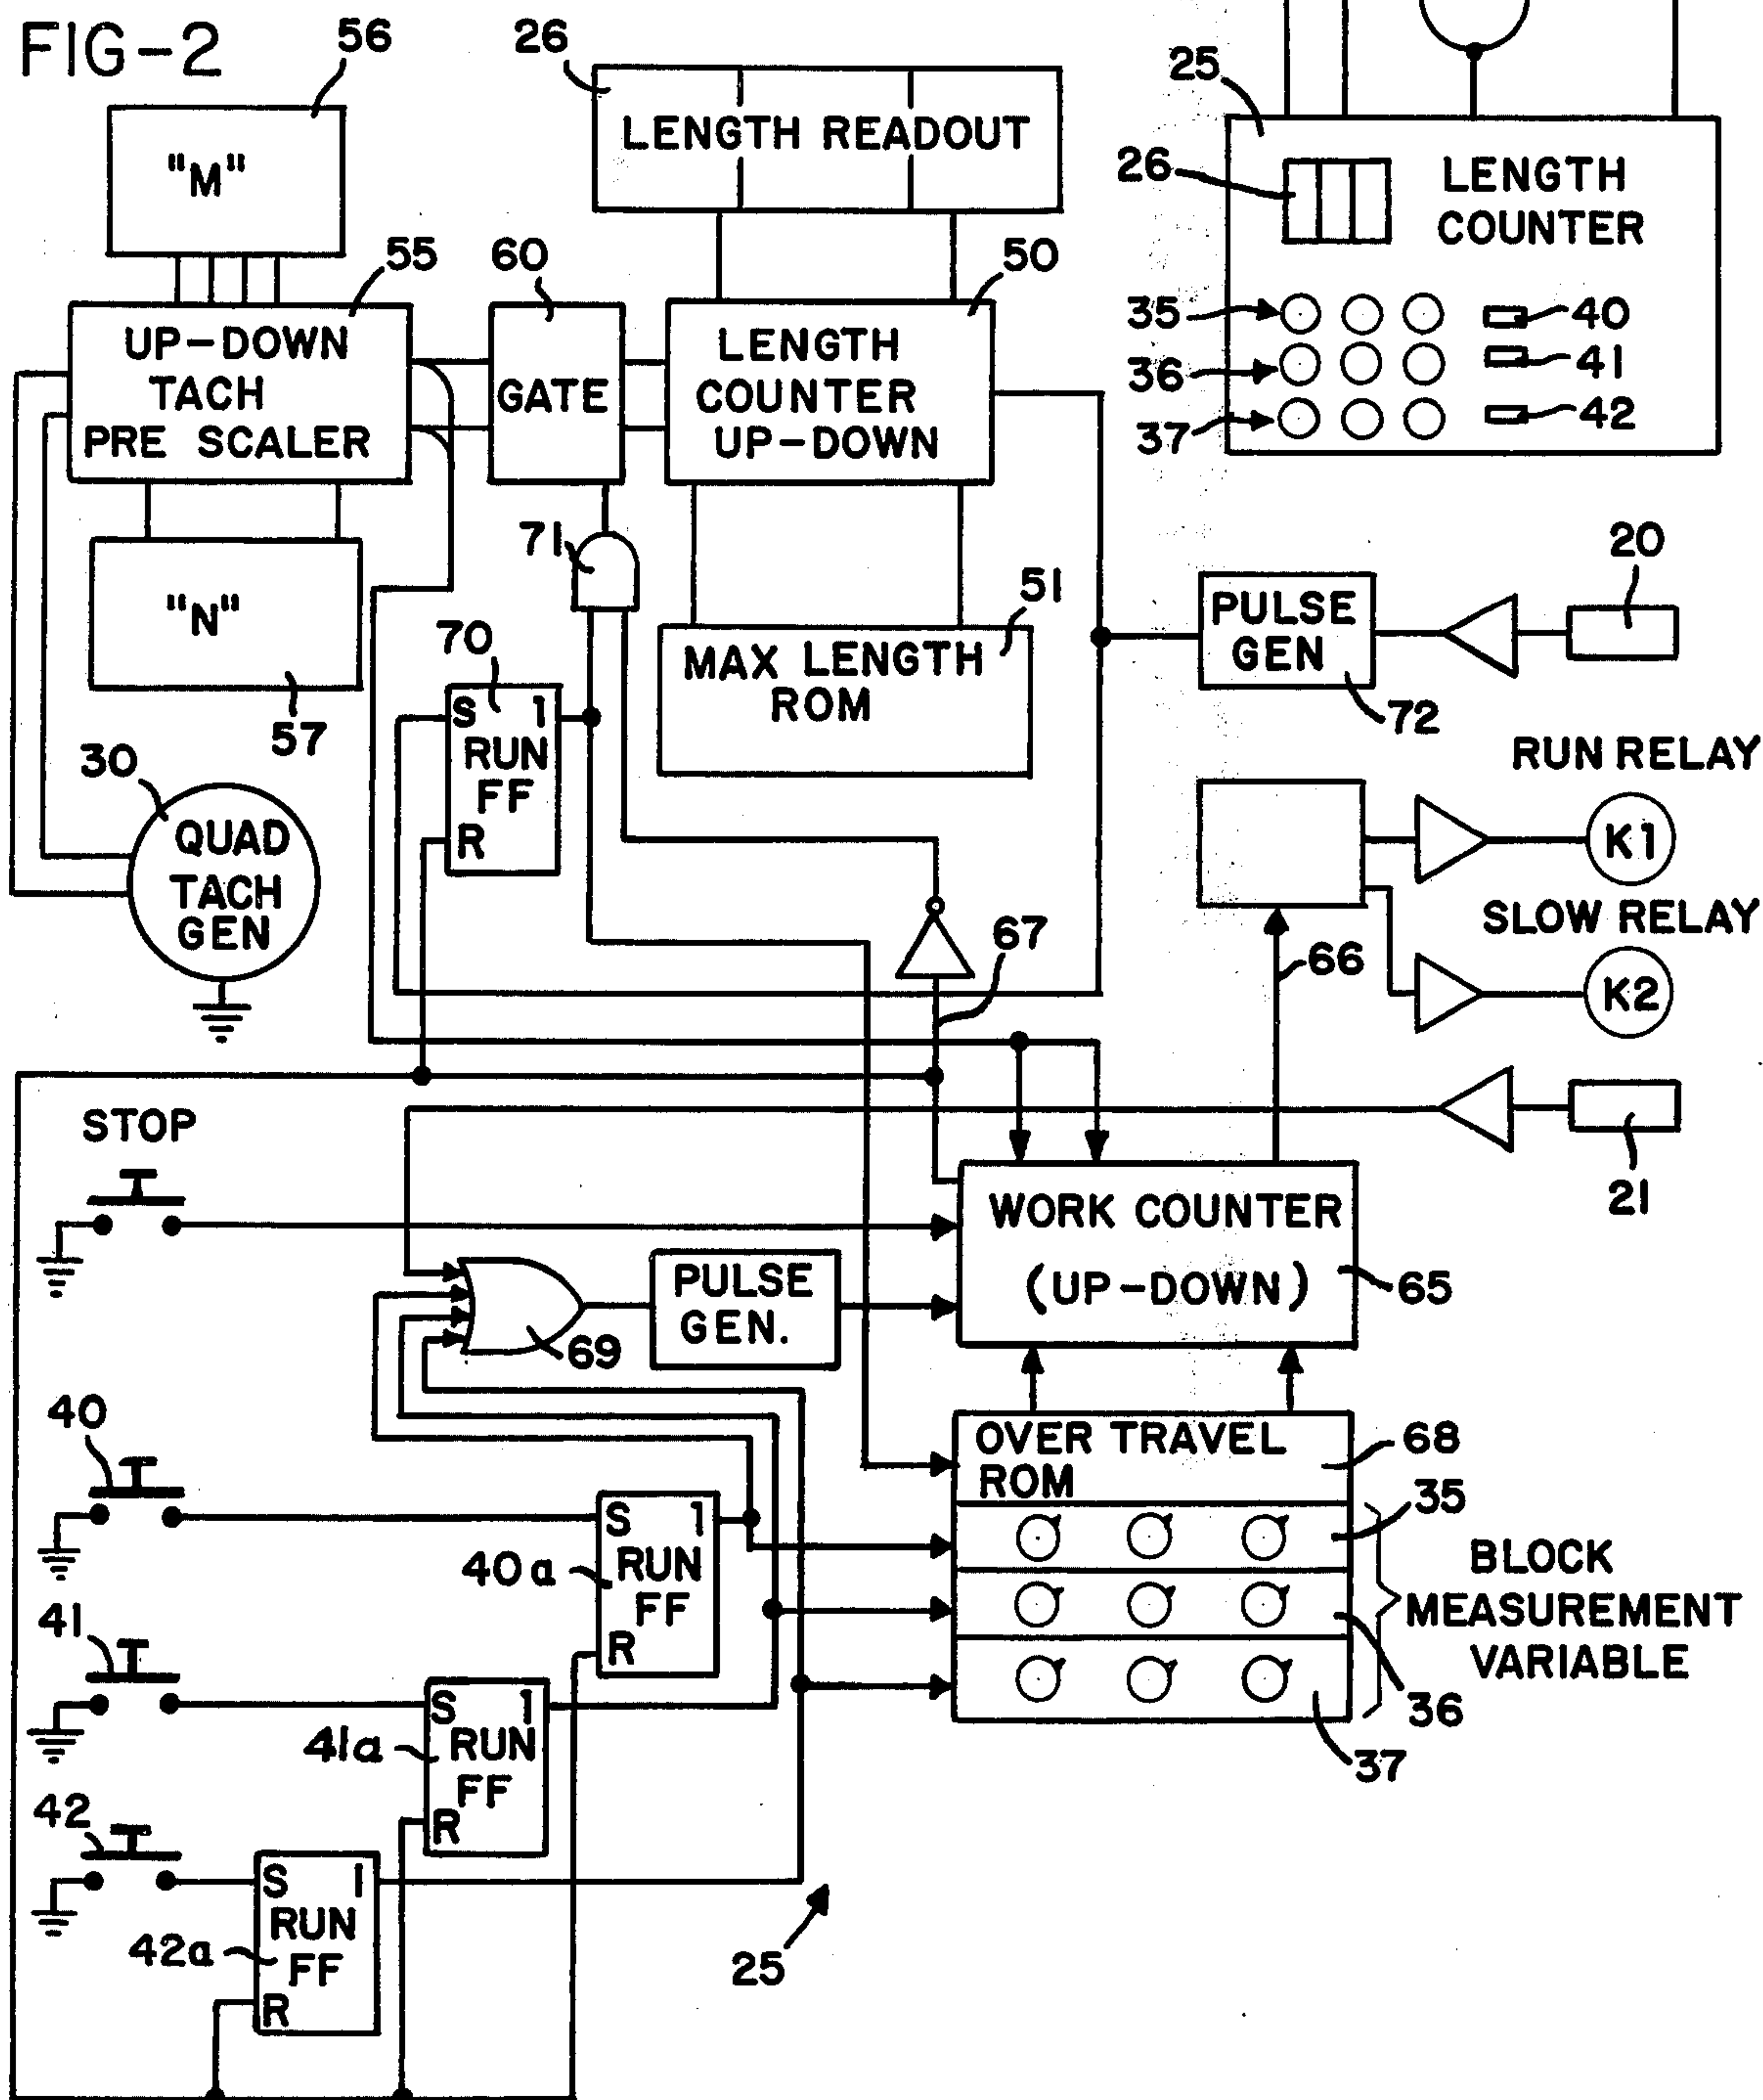 FIG-2
56
26
"M"
LENGTH READOUT
25
26
LENGTH
COUNTER
35
40
36
41
37
42
55
60
50
UP-DOWN
TACH
PRE SCALER
GATE
LENGTH
COUNTER
UP-DOWN
71
"N"
57
51
MAX LENGTH
ROM
20
PULSE
GEN
72
70
S 1
RUN
FF
R
30
QUAD
TACH
GEN
RUN RELAY
K1
SLOW RELAY
K2
67
66
21
STOP
WORK COUNTER
(UP-DOWN)
65
69
PULSE
GEN.
40
OVER TRAVEL
ROM
68
35
BLOCK
MEASUREMENT
VARIABLE
36
37
S 1
40a
RUN
FF
R
41
S 1
41a
RUN
FF
R
42
S 1
RUN
42a
FF
R
25